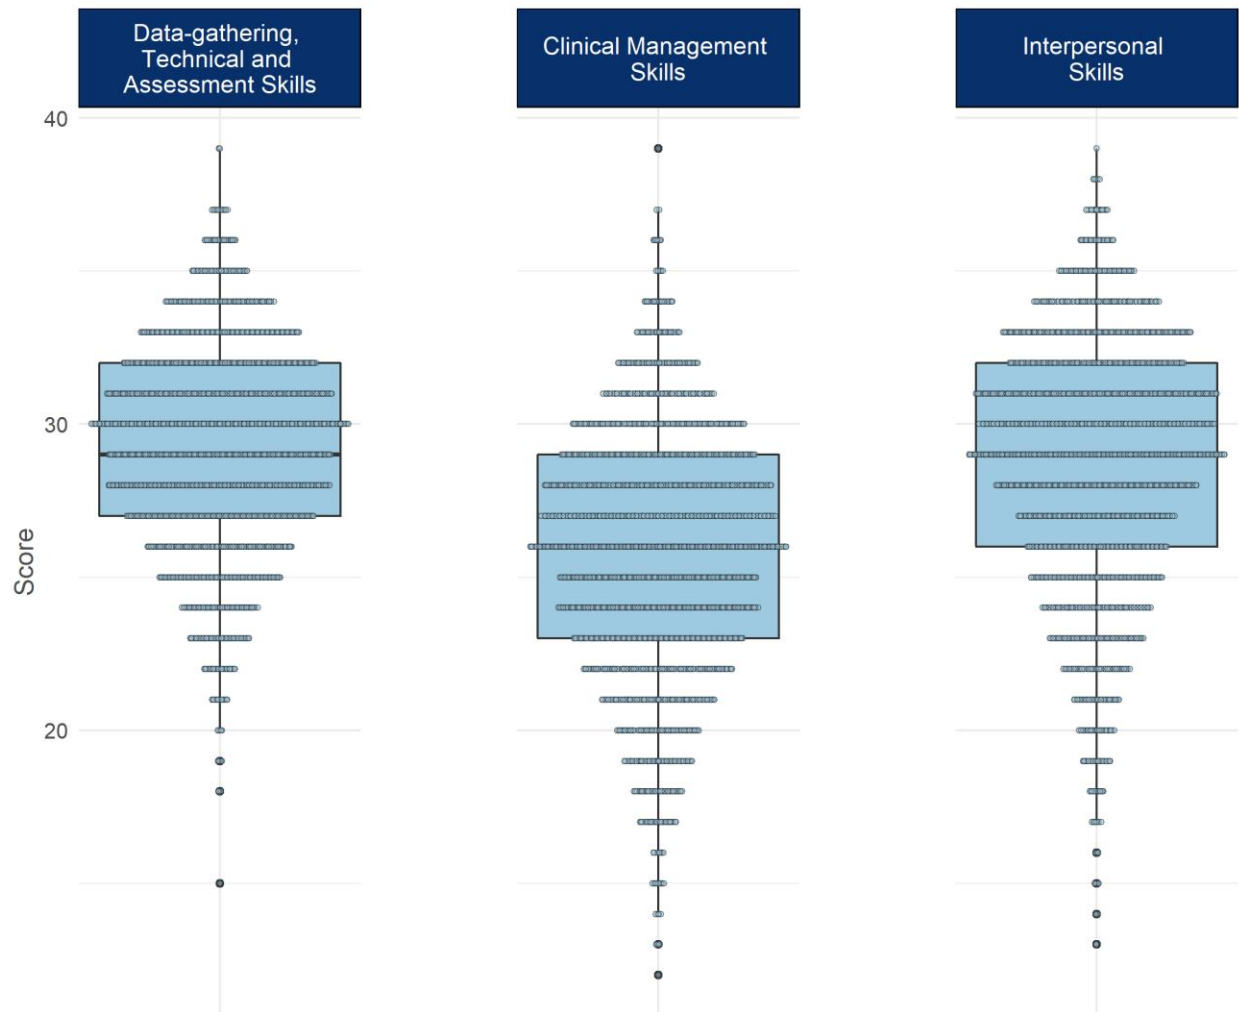 Data-gathering,
Technical and
Assessment Skills
Clinical Management
Skills
Interpersonal
Skills
40
30
20
Score